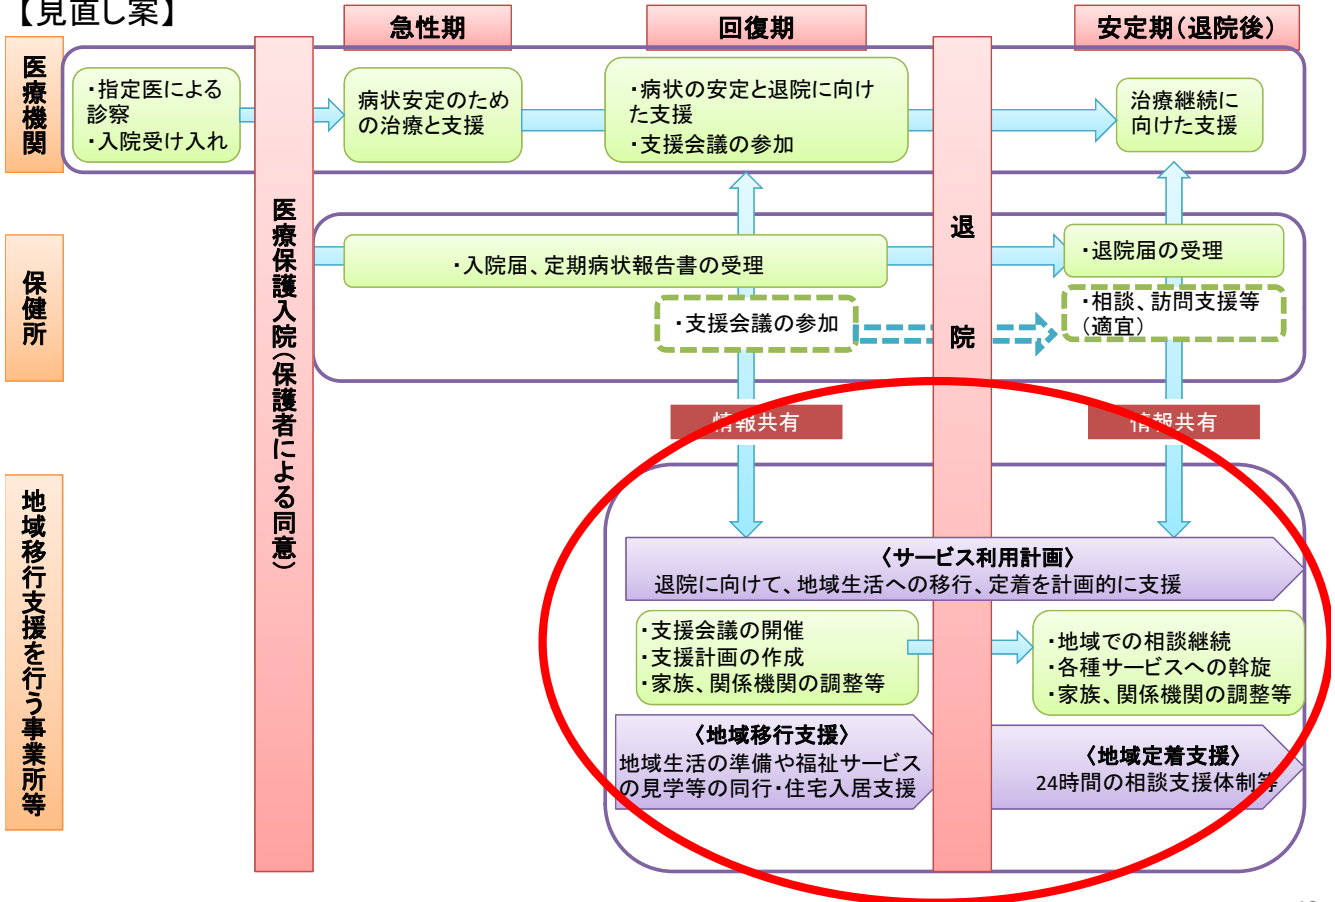 【見直し案】
急性期
回復期
安定期(退院後)
医療機関
・指定医による
診察
・入院受け入れ
病状安定のため
の治療と支援
・病状の安定と退院に向け
た支援
・支援会議の参加
治療継続に
向けた支援
医療保護入院(保護者による同意)
退院
保健所
・入院届、定期病状報告書の受理
・退院届の受理
・支援会議の参加
・相談、訪問支援等
(適宜)
情報共有
情報共有
地域移行支援を行う事業所等
〈サービス利用計画〉
退院に向けて、地域生活への移行、定着を計画的に支援
・支援会議の開催
・支援計画の作成
・家族、関係機関の調整等
・地域での相談継続
・各種サービスへの斡旋
・家族、関係機関の調整等
〈地域移行支援〉
地域生活の準備や福祉サービス
の見学等の同行・住宅入居支援
〈地域定着支援〉
24時間の相談支援体制等